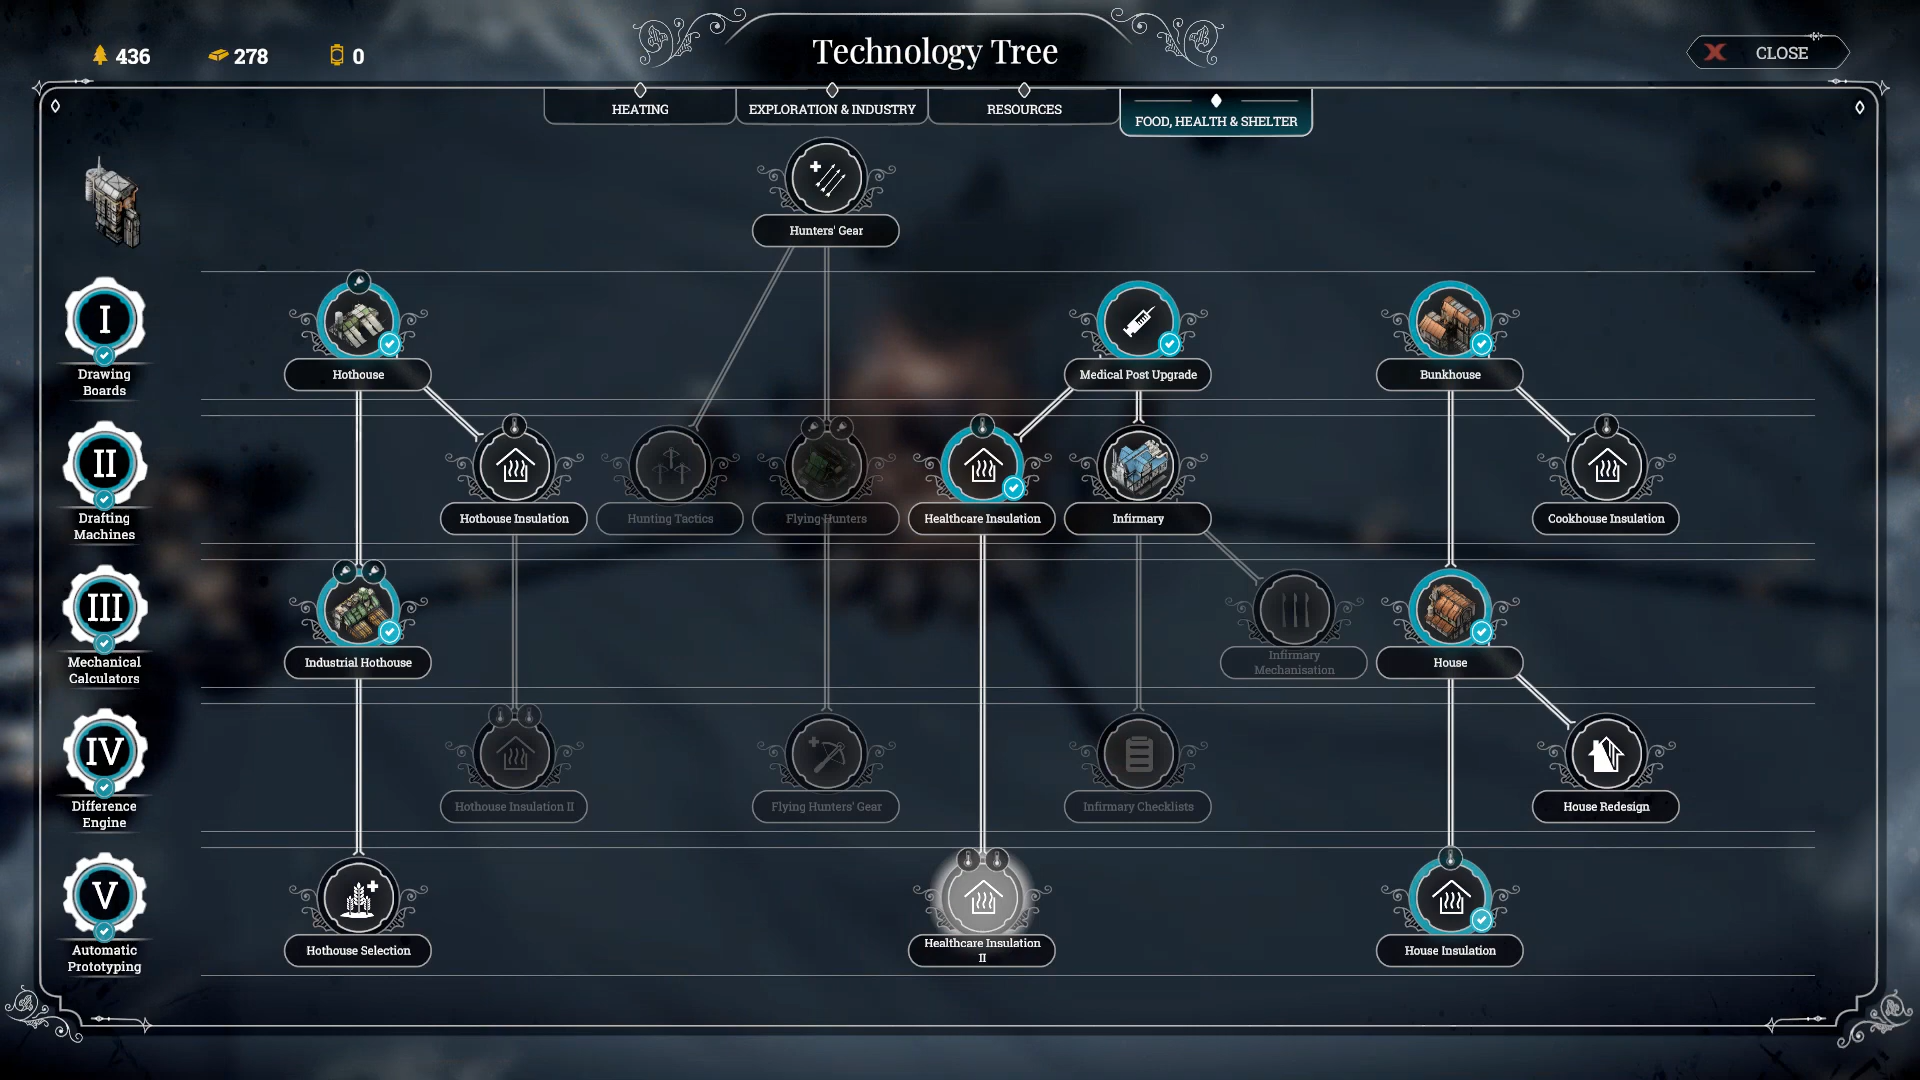 436
278
0
Technology Tree
CLOSE
HEATING
EXPLORATION & INDUSTRY
RESOURCES
FOOD, HEALTH & SHELTER
Hunters' Gear
I
Drawing
Boards
Hothouse
Medical Post Upgrade
Bunkhouse
II
Drafting
Machines
Hothouse Insulation
Hunting Tactics
Flying Hunters
Healthcare Insulation
Infirmary
Cookhouse Insulation
III
Mechanical
Calculators
Industrial Hothouse
Infirmary
Mechanisation
House
IV
Difference
Engine
Hothouse Insulation II
Flying Hunters' Gear
Infirmary Checklists
House Redesign
V
Automatic
Prototyping
Hothouse Selection
Healthcare Insulation
II
House Insulation